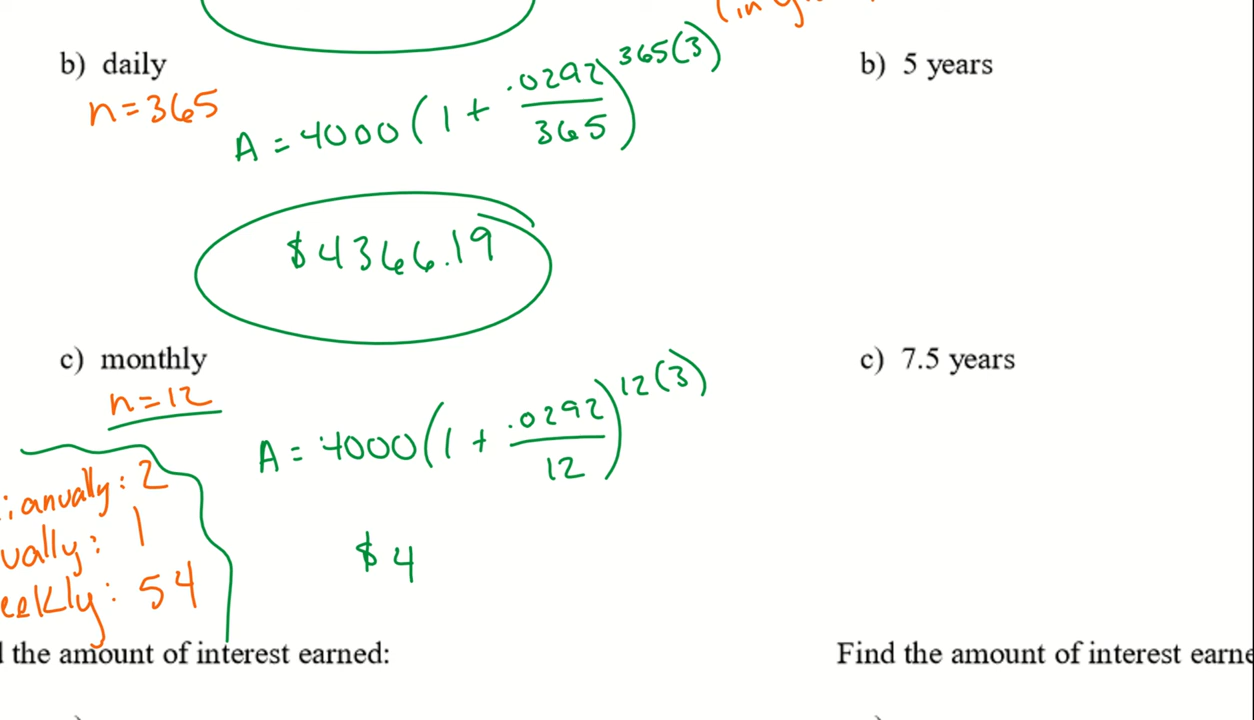 (in y
b) daily
n=365
A = 4000(1 + .0292/365)^365(3)
$4366.19
c) monthly
n=12
A = 4000(1 + .0292/12)^12(3)
$4
anually: 2
ually: 1
eekly: 54
the amount of interest earned:
b) 5 years
c) 7.5 years
Find the amount of interest earne